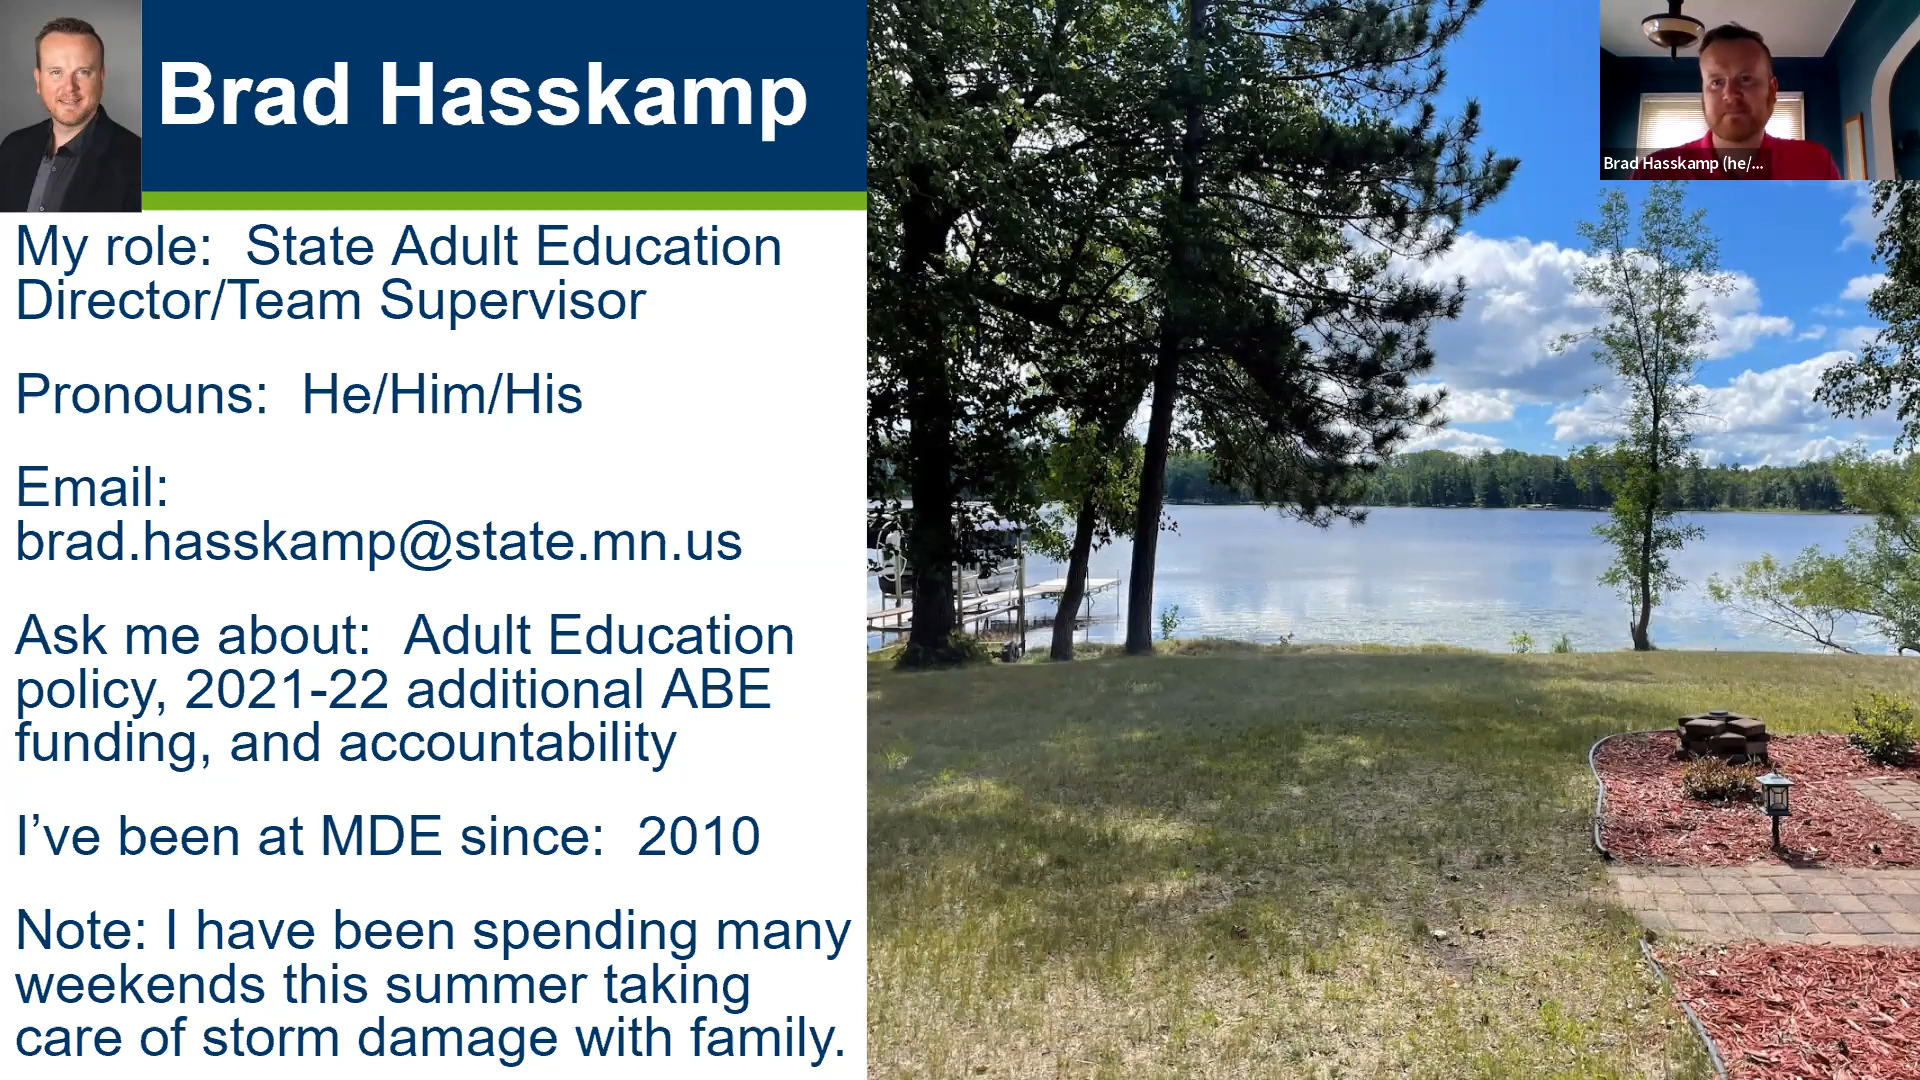 Brad Hasskamp
Brad Hasskamp (he/...
My role:  State Adult Education
Director/Team Supervisor
Pronouns:  He/Him/His
Email:
brad.hasskamp@state.mn.us
Ask me about:  Adult Education
policy, 2021-22 additional ABE
funding, and accountability
I’ve been at MDE since:  2010
Note: I have been spending many
weekends this summer taking
care of storm damage with family.